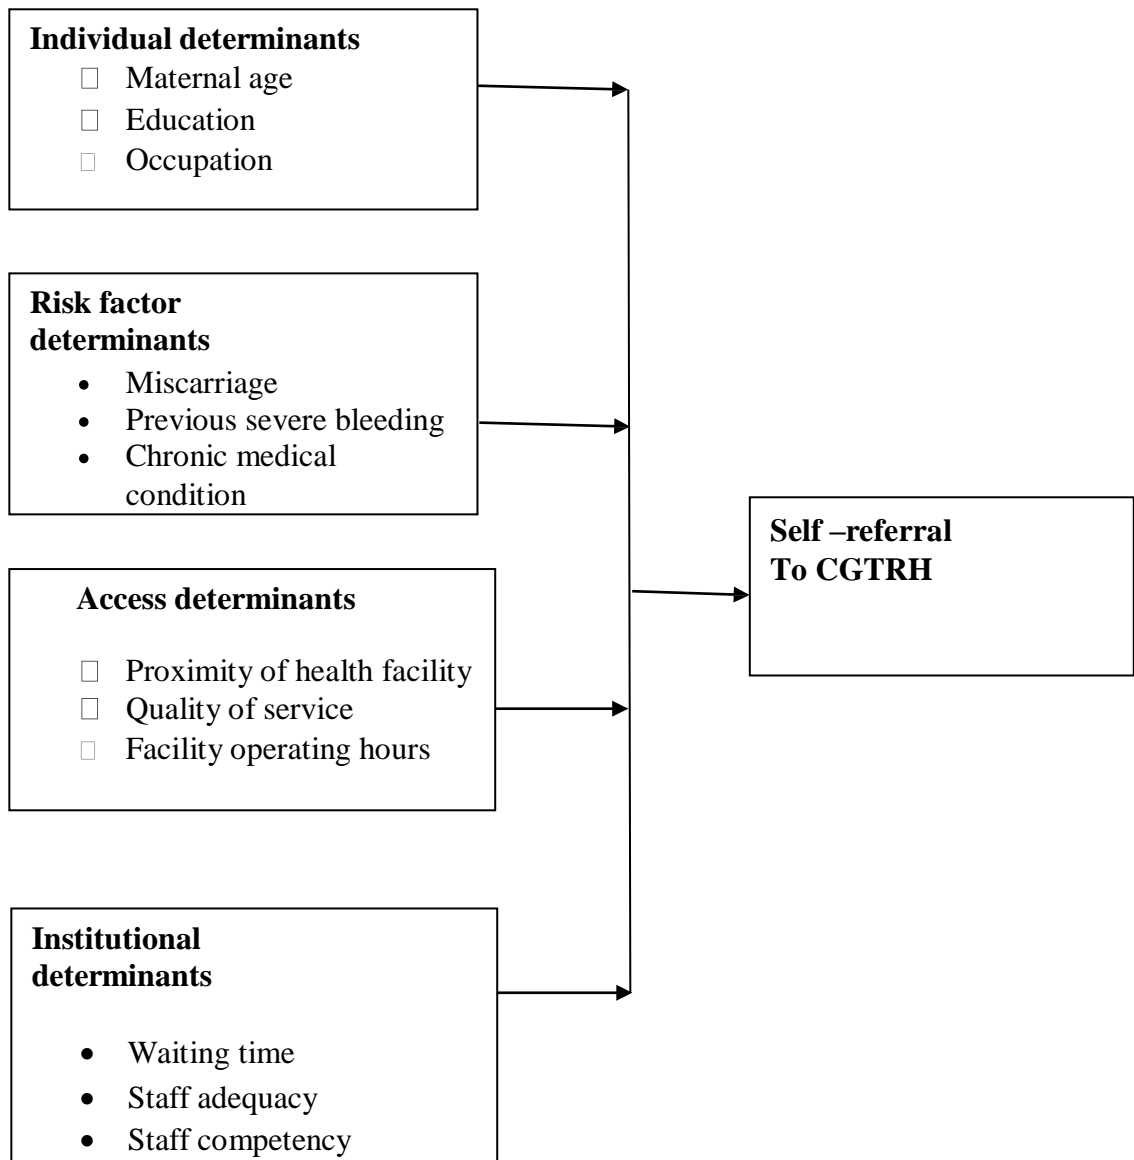 Individual determinants
Maternal age
Education
Occupation
Risk factor
determinants
• Miscarriage
• Previous severe bleeding
• Chronic medical
condition
Access determinants
Proximity of health facility
Quality of service
Facility operating hours
Institutional
determinants
• Waiting time
• Staff adequacy
• Staff competency
Self –referral
To CGTRH